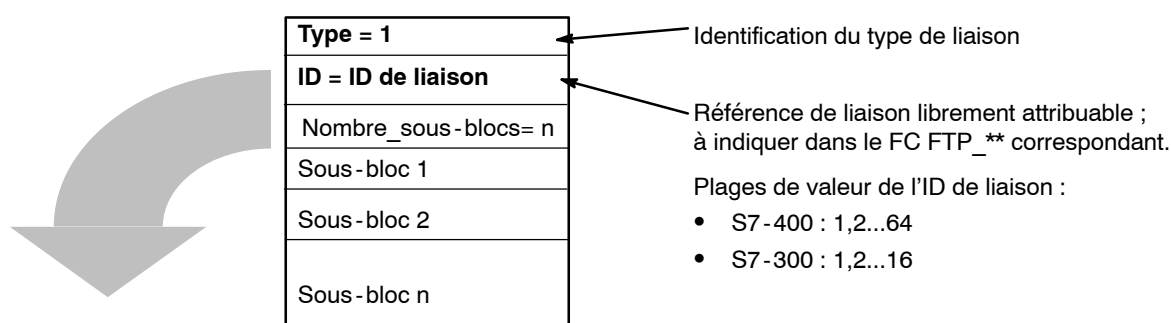 Type = 1
ID = ID de liaison
Nombre_sous-blocs= n
Sous-bloc 1
Sous-bloc 2
Sous-bloc n
Identification du type de liaison
Référence de liaison librement attribuable ;
à indiquer dans le FC FTP_** correspondant.
Plages de valeur de l'ID de liaison :
• S7-400 : 1,2...64
• S7-300 : 1,2...16